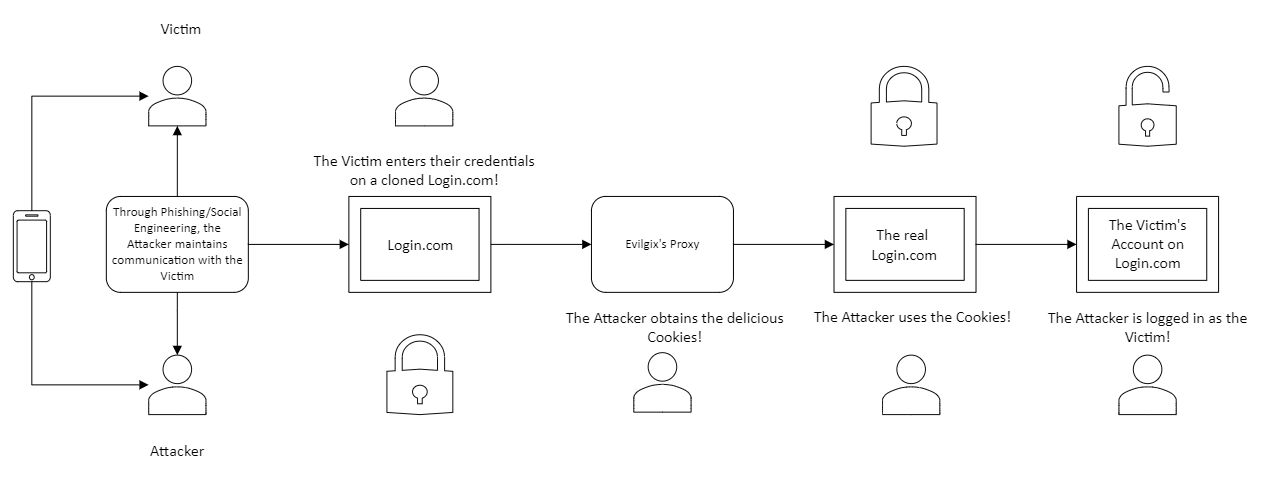 Victim
The Victim enters their credentials
on a cloned Login.com!
Through Phishing/Social
Engineering, the
Attacker maintains
communication with the
Victim
Login.com
Evilgix's Proxy
The real
Login.com
The Victim's
Account on
Login.com
The Attacker obtains the delicious
Cookies!
The Attacker uses the Cookies!
The Attacker is logged in as the
Victim!
Attacker